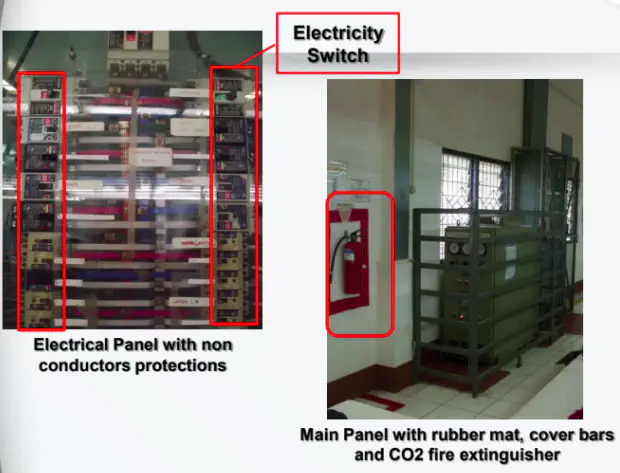 Electricity
Switch
Electrical Panel with non
conductors protections
Main Panel with rubber mat, cover bars
and CO2 fire extinguisher